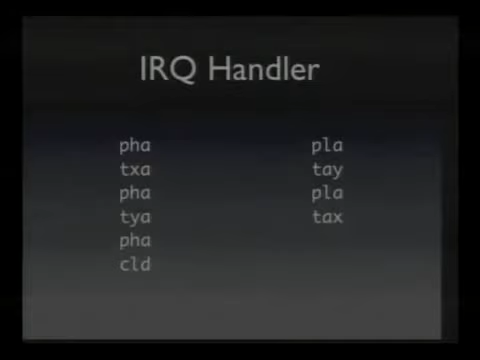 IRQ Handler
pha
txa
pha
tya
pha
cld
pla
tay
pla
tax